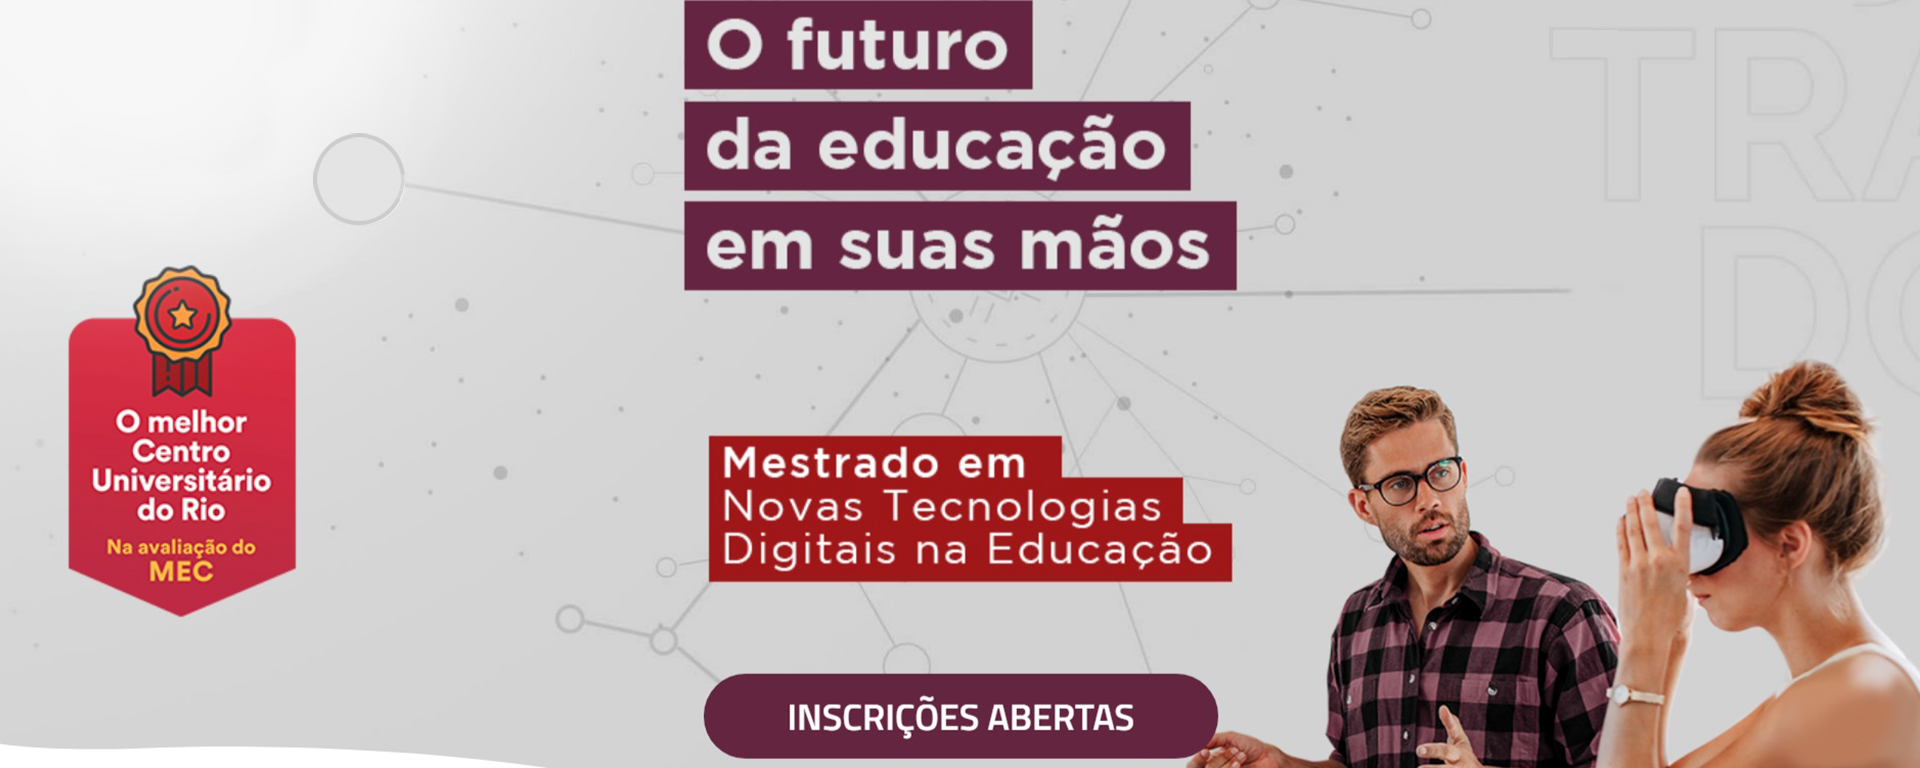 O futuro
da educação
em suas mãos
O melhor
Centro
Universitário
do Rio
Na avaliação do
MEC
Mestrado em
Novas Tecnologias
Digitais na Educação
INSCRIÇÕES ABERTAS